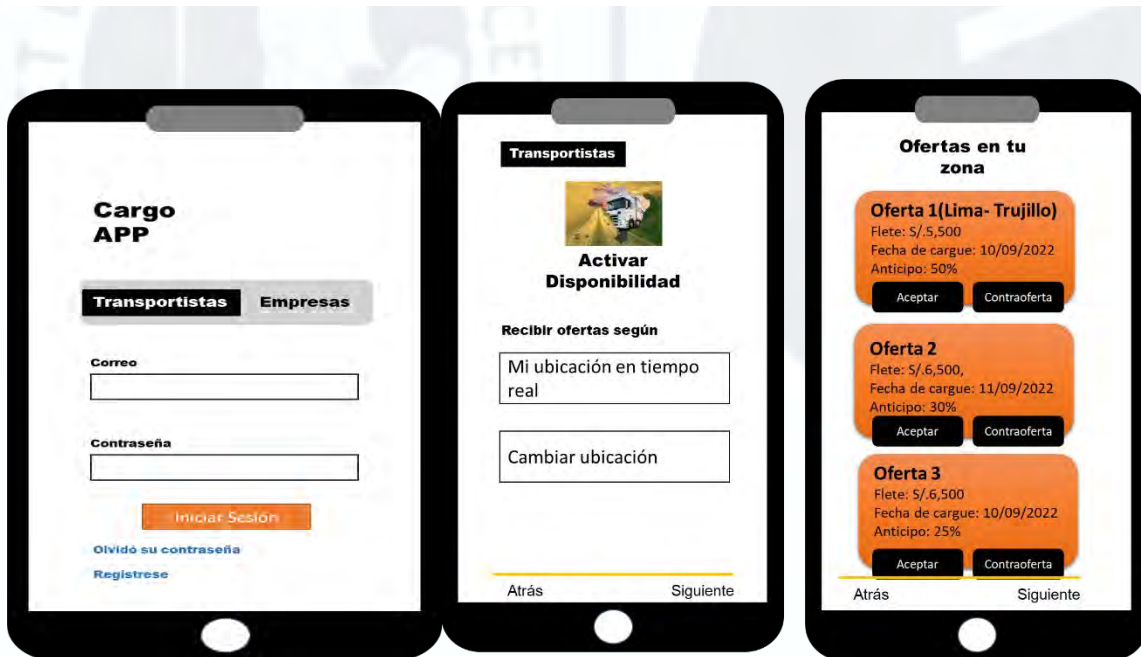 Cargo
APP
Transportistas
Empresas
Correo
Contraseña
Iniciar Sesión
Olvidó su contraseña
Registrese
Transportistas
Activar
Disponibilidad
Recibir ofertas según
Mi ubicación en tiempo
real
Cambiar ubicación
Atrás
Siguiente
Ofertas en tu
zona
Oferta 1(Lima- Trujillo)
Flete: S/.5,500
Fecha de cargue: 10/09/2022
Anticipo: 50%
Aceptar
Contraoferta
Oferta 2
Flete: S/.6,500,
Fecha de cargue: 11/09/2022
Anticipo: 30%
Aceptar
Contraoferta
Oferta 3
Flete: S/.6,500
Fecha de cargue: 10/09/2022
Anticipo: 25%
Aceptar
Contraoferta
Atrás
Siguiente